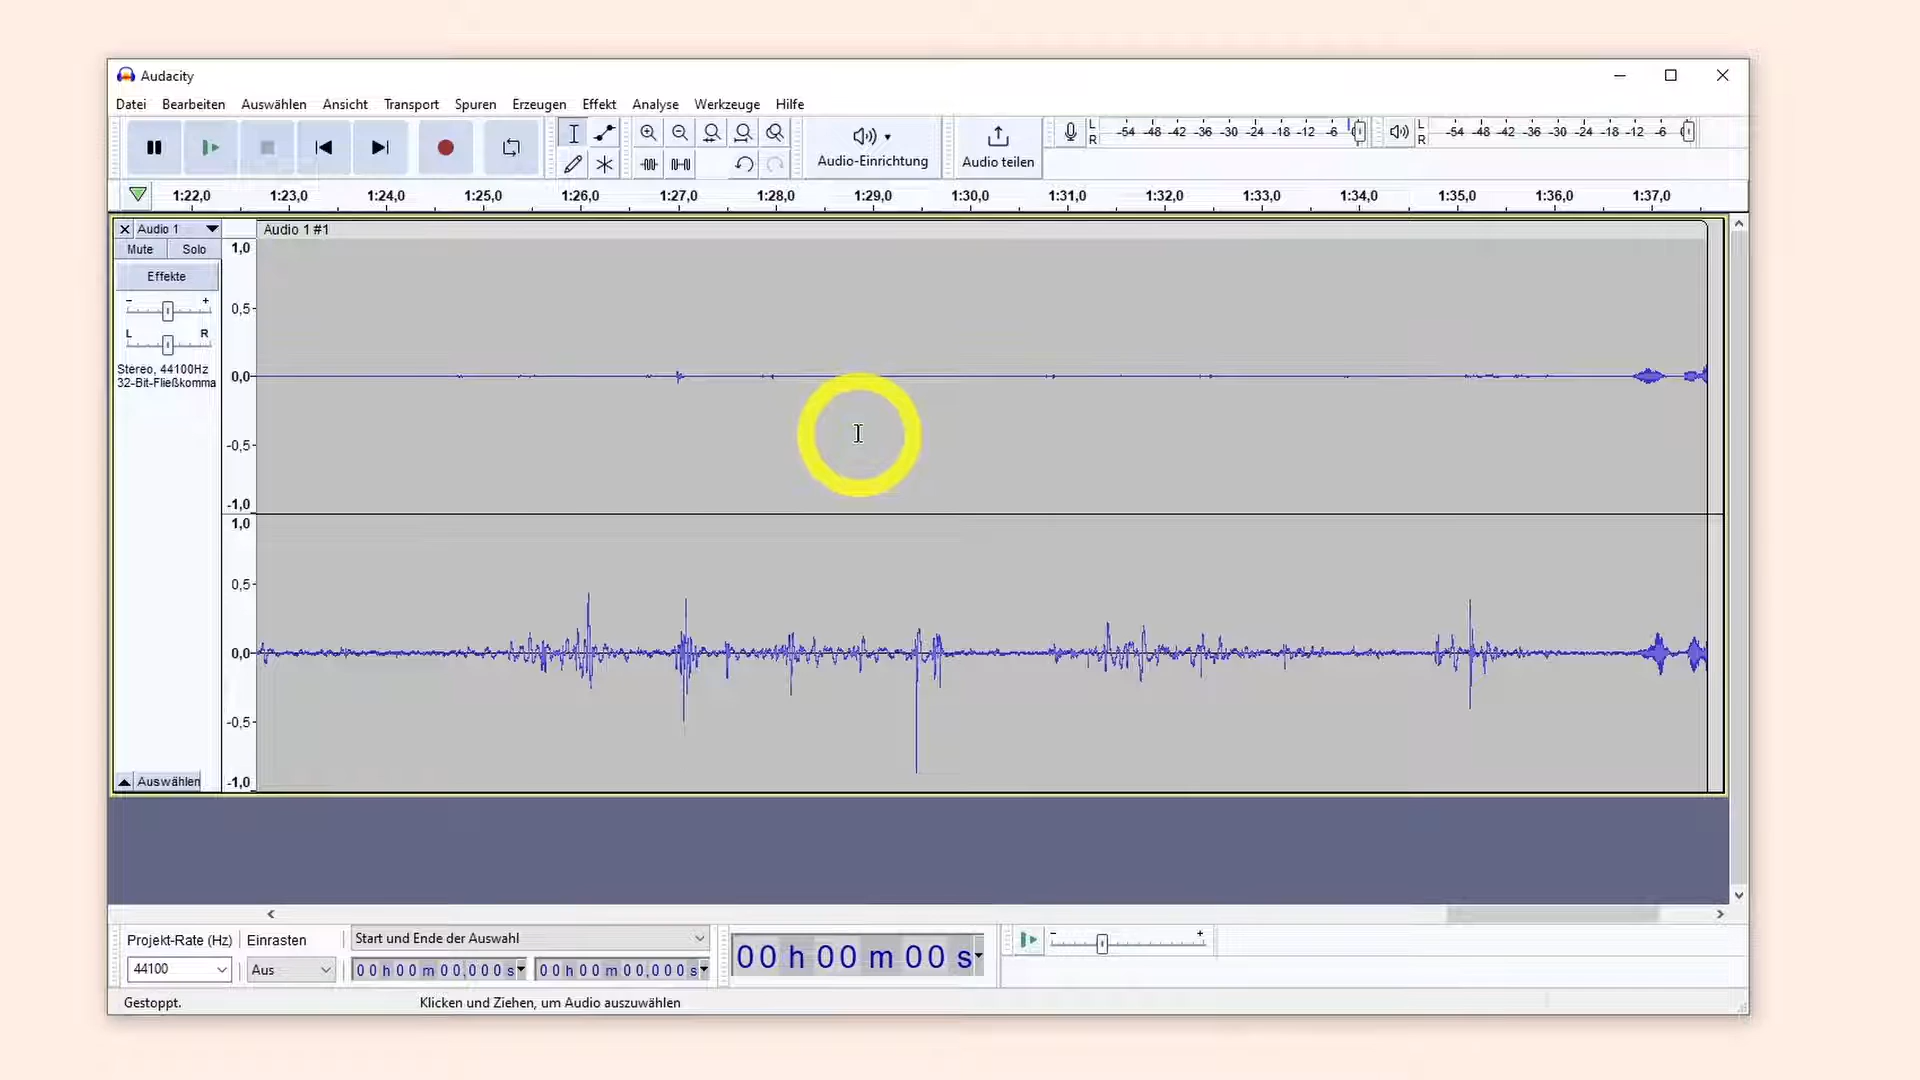 Audacity
Datei Bearbeiten Auswählen Ansicht Transport Spuren Erzeugen Effekt Analyse Werkzeuge Hilfe
Audio-Einrichtung
Audio teilen
L
R
-54 -48 -42 -36 -30 -24 -18 -12 -6
L
R
-54 -48 -42 -36 -30 -24 -18 -12 -6
1:22,0 1:23,0 1:24,0 1:25,0 1:26,0 1:27,0 1:28,0 1:29,0 1:30,0 1:31,0 1:32,0 1:33,0 1:34,0 1:35,0 1:36,0 1:37,0
Audio 1
Audio 1 #1
Mute Solo
Effekte
- +
L R
Stereo, 44100Hz
32-Bit-Fließkomma
1,0
0,5
0,0
-0,5
-1,0
1,0
0,5
0,0
-0,5
-1,0
Auswählen
Projekt-Rate (Hz) Einrasten
Start und Ende der Auswahl
44100
Aus
00 h 00 m 00,000 s
00 h 00 m 00,000 s
00 h 00 m 00 s
- +
Gestoppt.
Klicken und Ziehen, um Audio auszuwählen